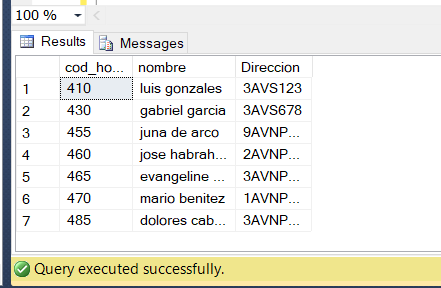 100 %
Results Messages
cod_ho... nombre Direccion
1 410 luis gonzales 3AVS123
2 430 gabriel garcia 3AVS678
3 455 juna de arco 9AVNP...
4 460 jose habrah... 2AVNP...
5 465 evangeline ... 3AVNP...
6 470 mario benitez 1AVNP...
7 485 dolores cab... 3AVNP...
Query executed successfully.